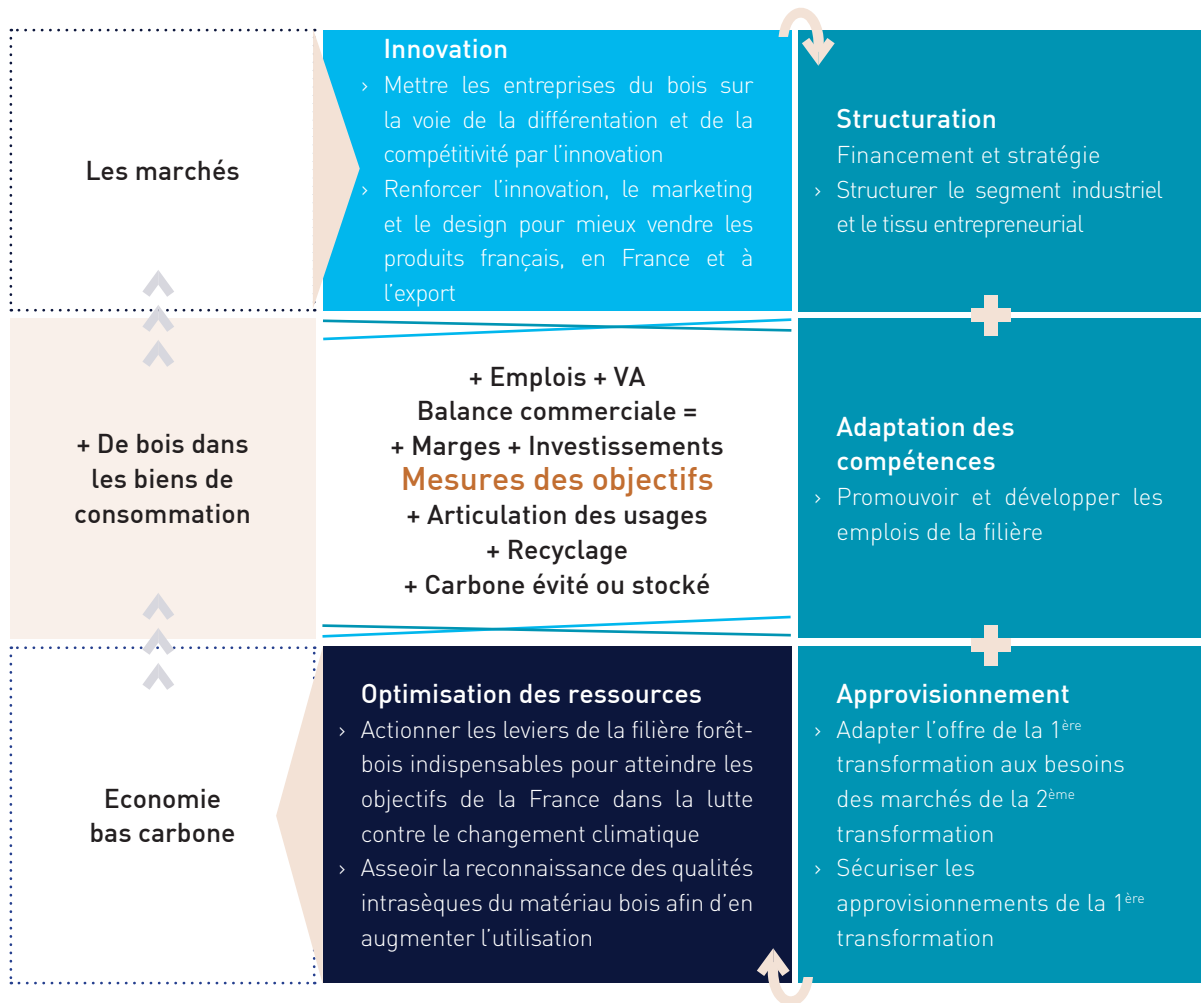 Les marchés
Innovation
› Mettre les entreprises du bois sur
la voie de la différentation et de la
compétitivité par l'innovation
› Renforcer l'innovation, le marketing
et le design pour mieux vendre les
produits français, en France et à
l'export
Structuration
Financement et stratégie
› Structurer le segment industriel
et le tissu entrepreneurial
+ De bois dans
les biens de
consommation
+ Emplois + VA
Balance commerciale =
+ Marges + Investissements
Mesures des objectifs
+ Articulation des usages
+ Recyclage
+ Carbone évité ou stocké
Adaptation des
compétences
› Promouvoir et développer les
emplois de la filière
Economie
bas carbone
Optimisation des ressources
› Actionner les leviers de la filière forêt-
bois indispensables pour atteindre les
objectifs de la France dans la lutte
contre le changement climatique
› Asseoir la reconnaissance des qualités
intrasèques du matériau bois afin d'en
augmenter l'utilisation
Approvisionnement
› Adapter l'offre de la 1ère
transformation aux besoins
des marchés de la 2ème
transformation
› Sécuriser les
approvisionnements de la 1ère
transformation